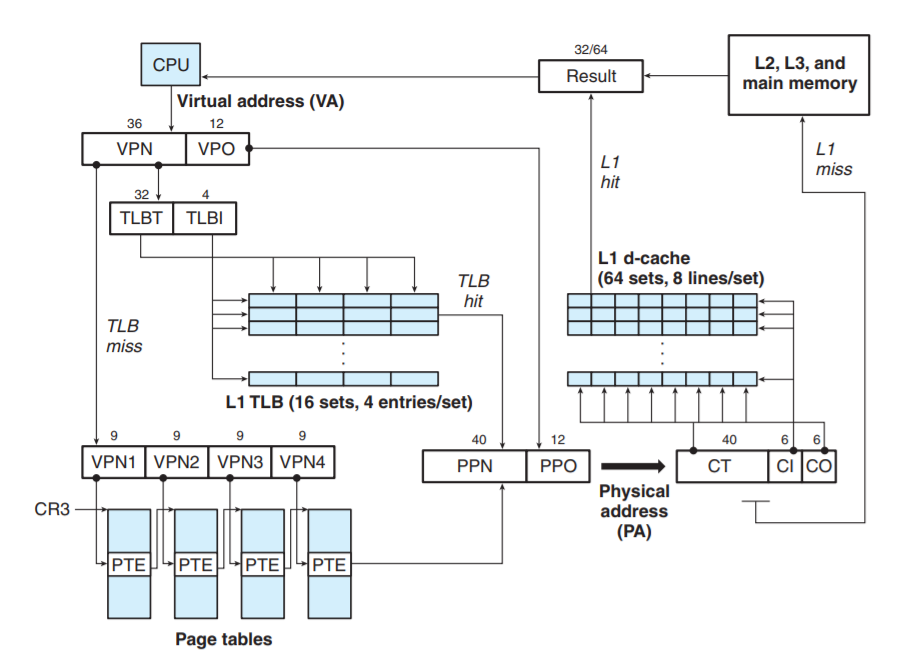 32/64
CPU
Result
L2, L3, and
main memory
Virtual address (VA)
36 12
VPN VPO
L1
hit
L1
miss
32 4
TLBT TLBI
L1 d-cache
(64 sets, 8 lines/set)
TLB
hit
TLB
miss
. . .
. . .
L1 TLB (16 sets, 4 entries/set)
9 9 9 9
VPN1 VPN2 VPN3 VPN4
40 12
PPN PPO
40 6 6
CT CI CO
Physical
address
(PA)
CR3
PTE PTE PTE PTE
Page tables